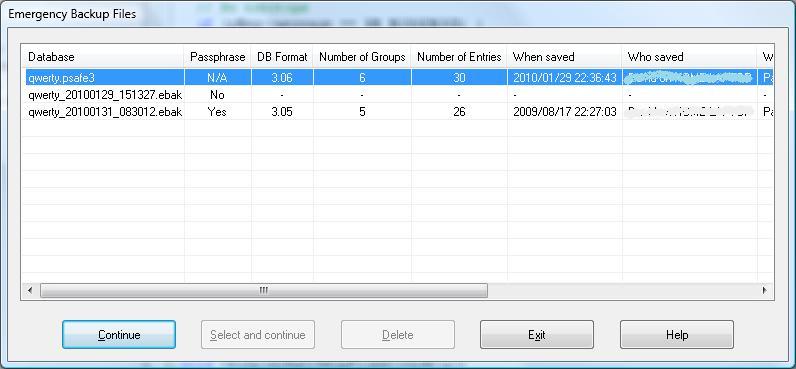 Emergency Backup Files
Database Passphrase DB Format Number of Groups Number of Entries When saved Who saved W
qwerty.psafe3 N/A 3.06 6 30 2010/01/29 22:36:43 Pa
qwerty_20100129_151327.ebak No - - - - - -
qwerty_20100131_083012.ebak Yes 3.05 5 26 2009/08/17 22:27:03 Pa
Continue Select and continue Delete Exit Help